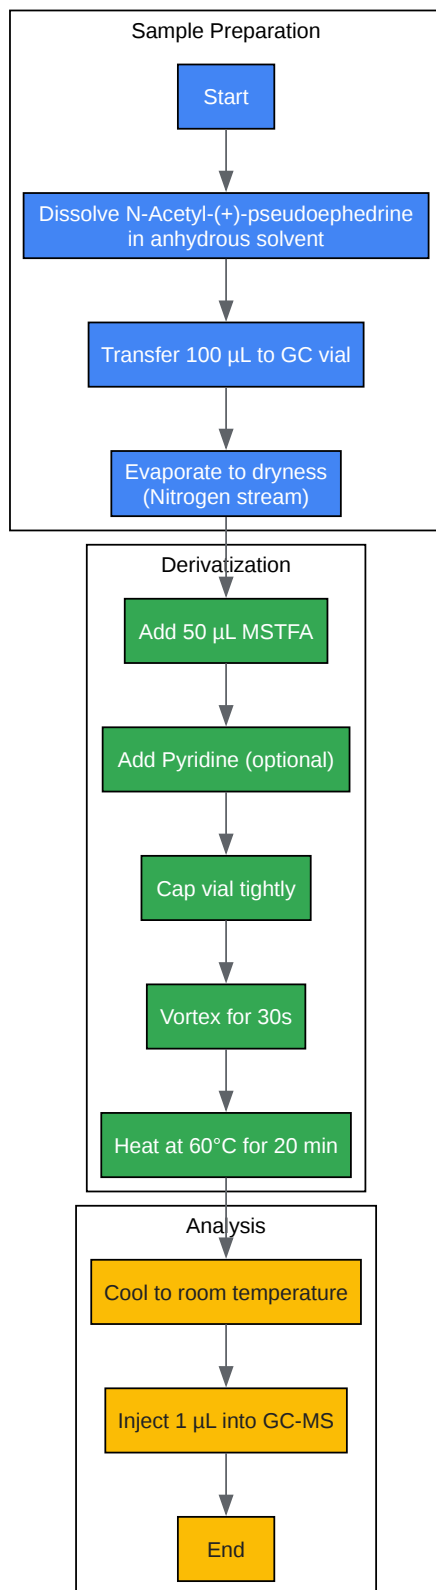 Sample Preparation
Start
Dissolve N-Acetyl-(+)-pseudoephedrine
in anhydrous solvent
Transfer 100 µL to GC vial
Evaporate to dryness
(Nitrogen stream)
Derivatization
Add 50 µL MSTFA
Add Pyridine (optional)
Cap vial tightly
Vortex for 30s
Heat at 60°C for 20 min
Analysis
Cool to room temperature
Inject 1 µL into GC-MS
End